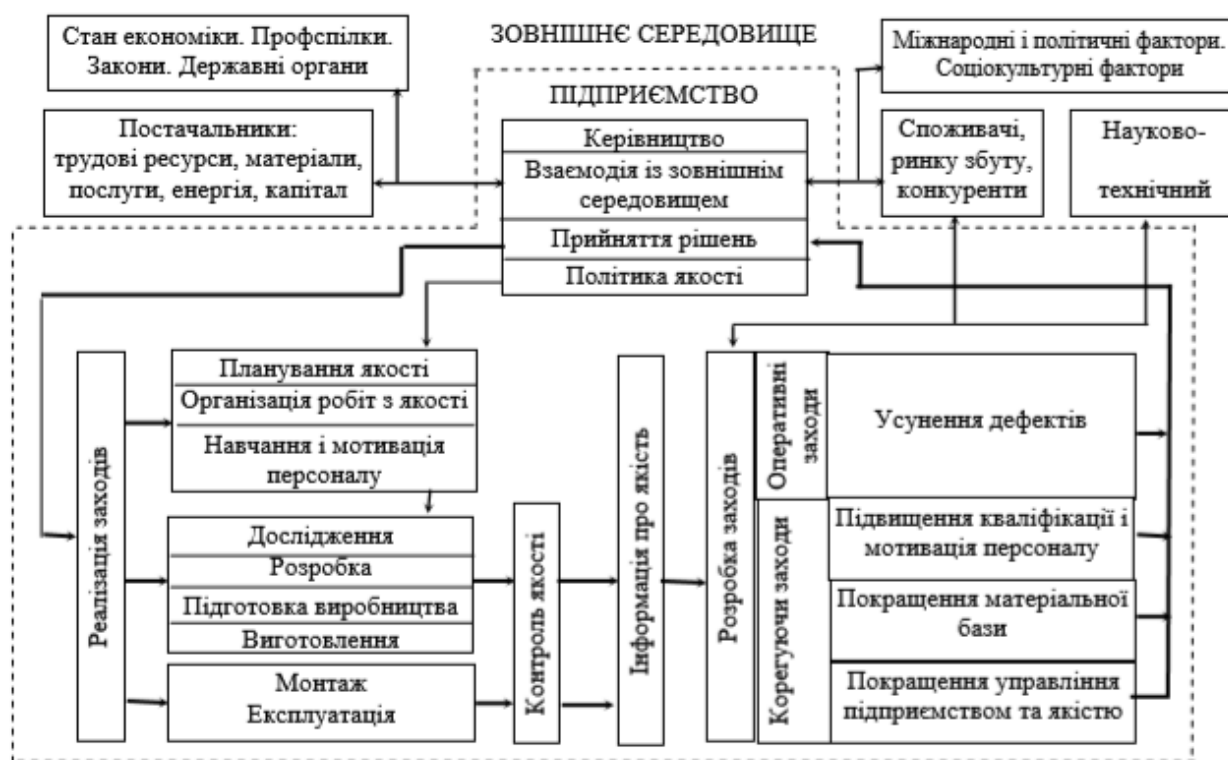 ЗОВНІШНЄ СЕРЕДОВИЩЕ
Стан економіки. Профспілки.
Закони. Державні органи
Міжнародні і політичні фактори.
Соціокультурні фактори
ПІДПРИЄМСТВО
Постачальники:
трудові ресурси, матеріали,
послуги, енергія, капітал
Керівництво
Взаємодія із зовнішнім
середовищем
Прийняття рішень
Політика якості
Споживачі,
ринку збуту,
конкуренти
Науково-
технічний
Реалізація заходів
Планування якості
Організація робіт з якості
Навчання і мотивація
персоналу
Дослідження
Розробка
Підготовка виробництва
Виготовлення
Монтаж
Експлуатація
Контроль якості
Інформація про якість
Розробка заходів
Оперативні
заходи
Усунення дефектів
Корегуючи заходи
Підвищення кваліфікації і
мотивація персоналу
Покращення матеріальної
бази
Покращення управління
підприємством та якістю